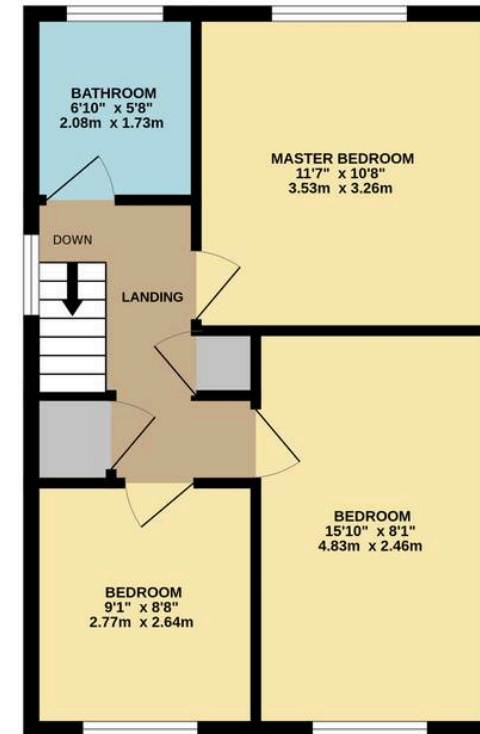 BATHROOM
6'10" x 5'8"
2.08m x 1.73m
MASTER BEDROOM
11'7" x 10'8"
3.53m x 3.26m
DOWN
LANDING
BEDROOM
15'10" x 8'1"
4.83m x 2.46m
BEDROOM
9'1" x 8'8"
2.77m x 2.64m